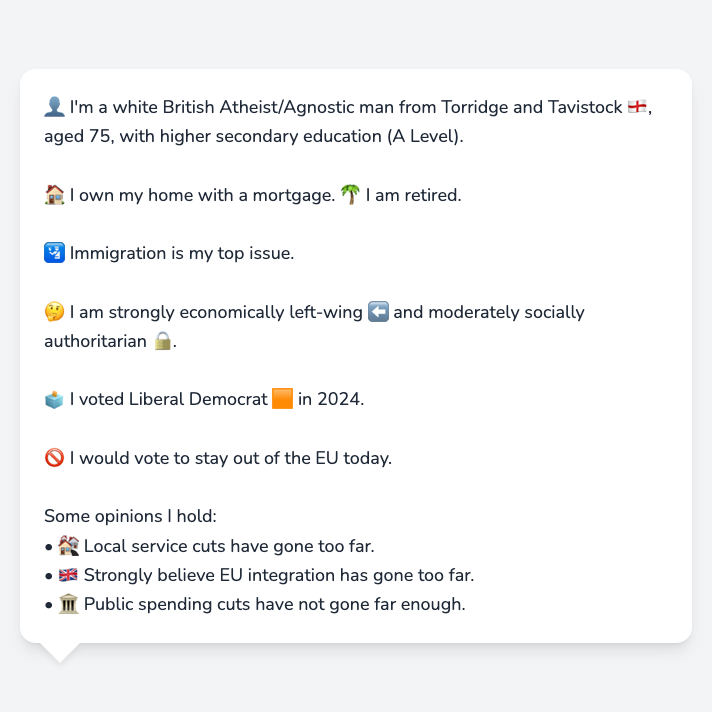 👤 I'm a white British Atheist/Agnostic man from Torridge and Tavistock 🏴󠁧󠁢󠁥󠁮󠁧󠁿,
aged 75, with higher secondary education (A Level).
🏠 I own my home with a mortgage. 🌴 I am retired.
🛂 Immigration is my top issue.
🤔 I am strongly economically left-wing ⬅️ and moderately socially
authoritarian 🔒.
🗳️ I voted Liberal Democrat 🟧 in 2024.
🚫 I would vote to stay out of the EU today.
Some opinions I hold:
• 🏚️ Local service cuts have gone too far.
• 🇬🇧 Strongly believe EU integration has gone too far.
• 🏛️ Public spending cuts have not gone far enough.